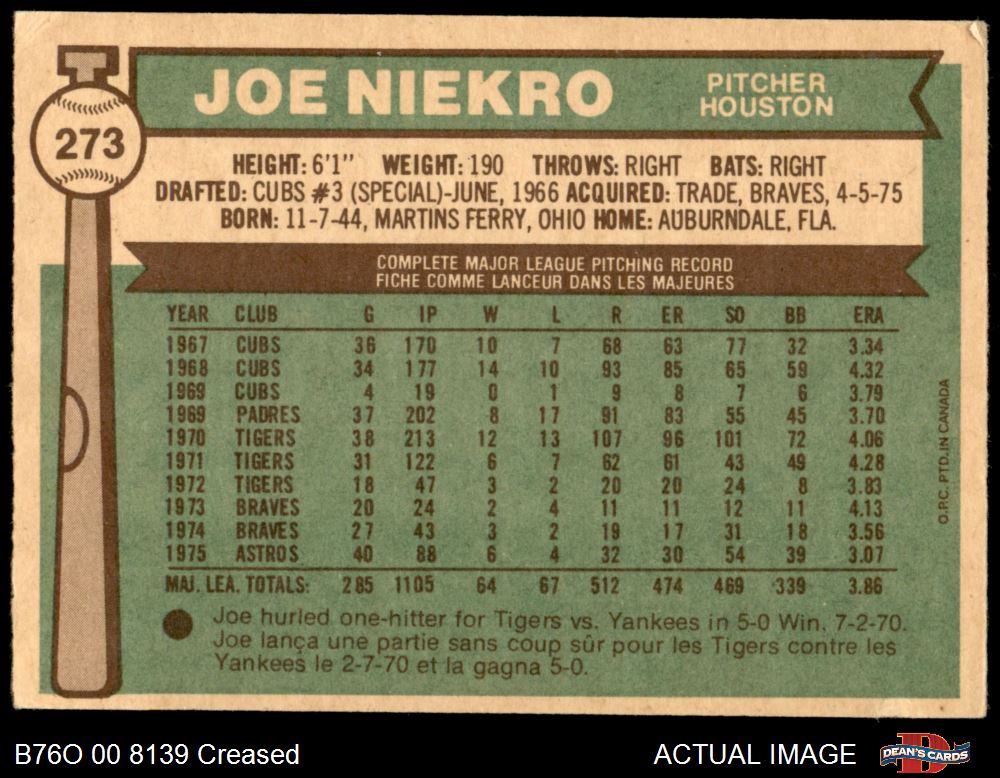 JOE NIEKRO
PITCHER
HOUSTON
273
HEIGHT: 6'1" WEIGHT: 190 THROWS: RIGHT BATS: RIGHT
DRAFTED: CUBS #3 (SPECIAL)-JUNE, 1966 ACQUIRED: TRADE, BRAVES, 4-5-75
BORN: 11-7-44, MARTINS FERRY, OHIO HOME: AUBURNDALE, FLA.
COMPLETE MAJOR LEAGUE PITCHING RECORD
FICHE COMME LANCEUR DANS LES MAJEURES
YEAR CLUB G IP W L R ER SO BB ERA
1967 CUBS 36 170 10 7 68 63 77 32 3.34
1968 CUBS 34 177 14 10 93 85 65 59 4.32
1969 CUBS 4 19 0 1 9 8 7 6 3.79
1969 PADRES 37 202 8 17 91 83 55 45 3.70
1970 TIGERS 38 213 12 13 107 96 101 72 4.06
1971 TIGERS 31 122 6 7 62 61 43 49 4.28
1972 TIGERS 18 47 3 2 20 20 24 8 3.83
1973 BRAVES 20 24 2 4 11 11 12 11 4.13
1974 BRAVES 27 43 3 2 19 17 31 18 3.56
1975 ASTROS 40 88 6 4 32 30 54 39 3.07
MAJ. LEA. TOTALS: 285 1105 64 67 512 474 469 339 3.86
Joe hurled one-hitter for Tigers vs. Yankees in 5-0 Win, 7-2-70.
Joe lança une partie sans coup sûr pour les Tigers contre les
Yankees le 2-7-70 et la gagna 5-0.
O.P.C. PTD.IN CANADA
B76O 00 8139 Creased
ACTUAL IMAGE
DEAN'S CARDS